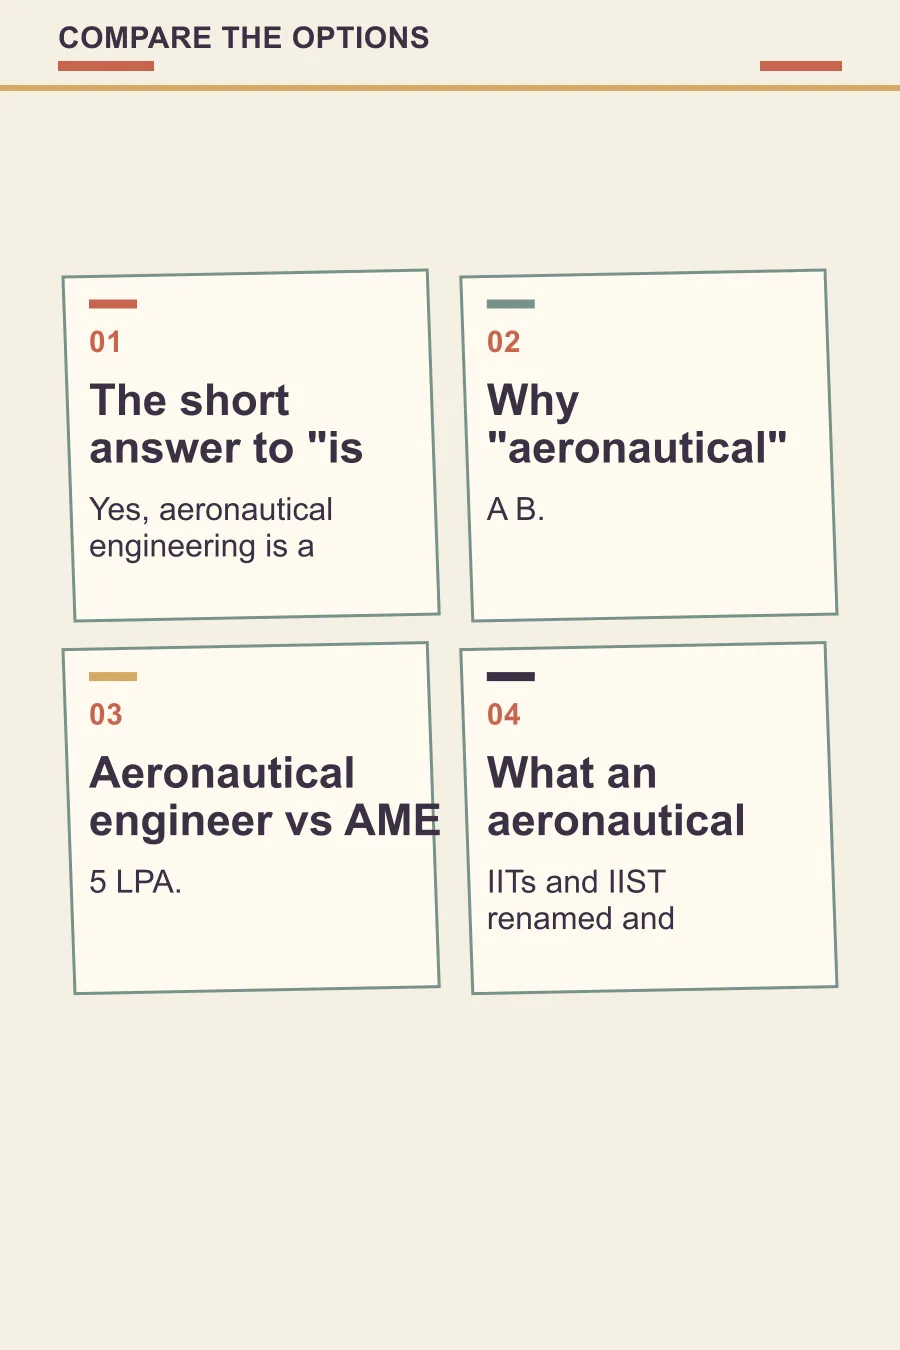 COMPARE THE OPTIONS
01
The short
answer to "is
Yes, aeronautical
engineering is a
02
Why
"aeronautical"
A B.
03
Aeronautical
engineer vs AME
5 LPA.
04
What an
aeronautical
IITs and IIST
renamed and